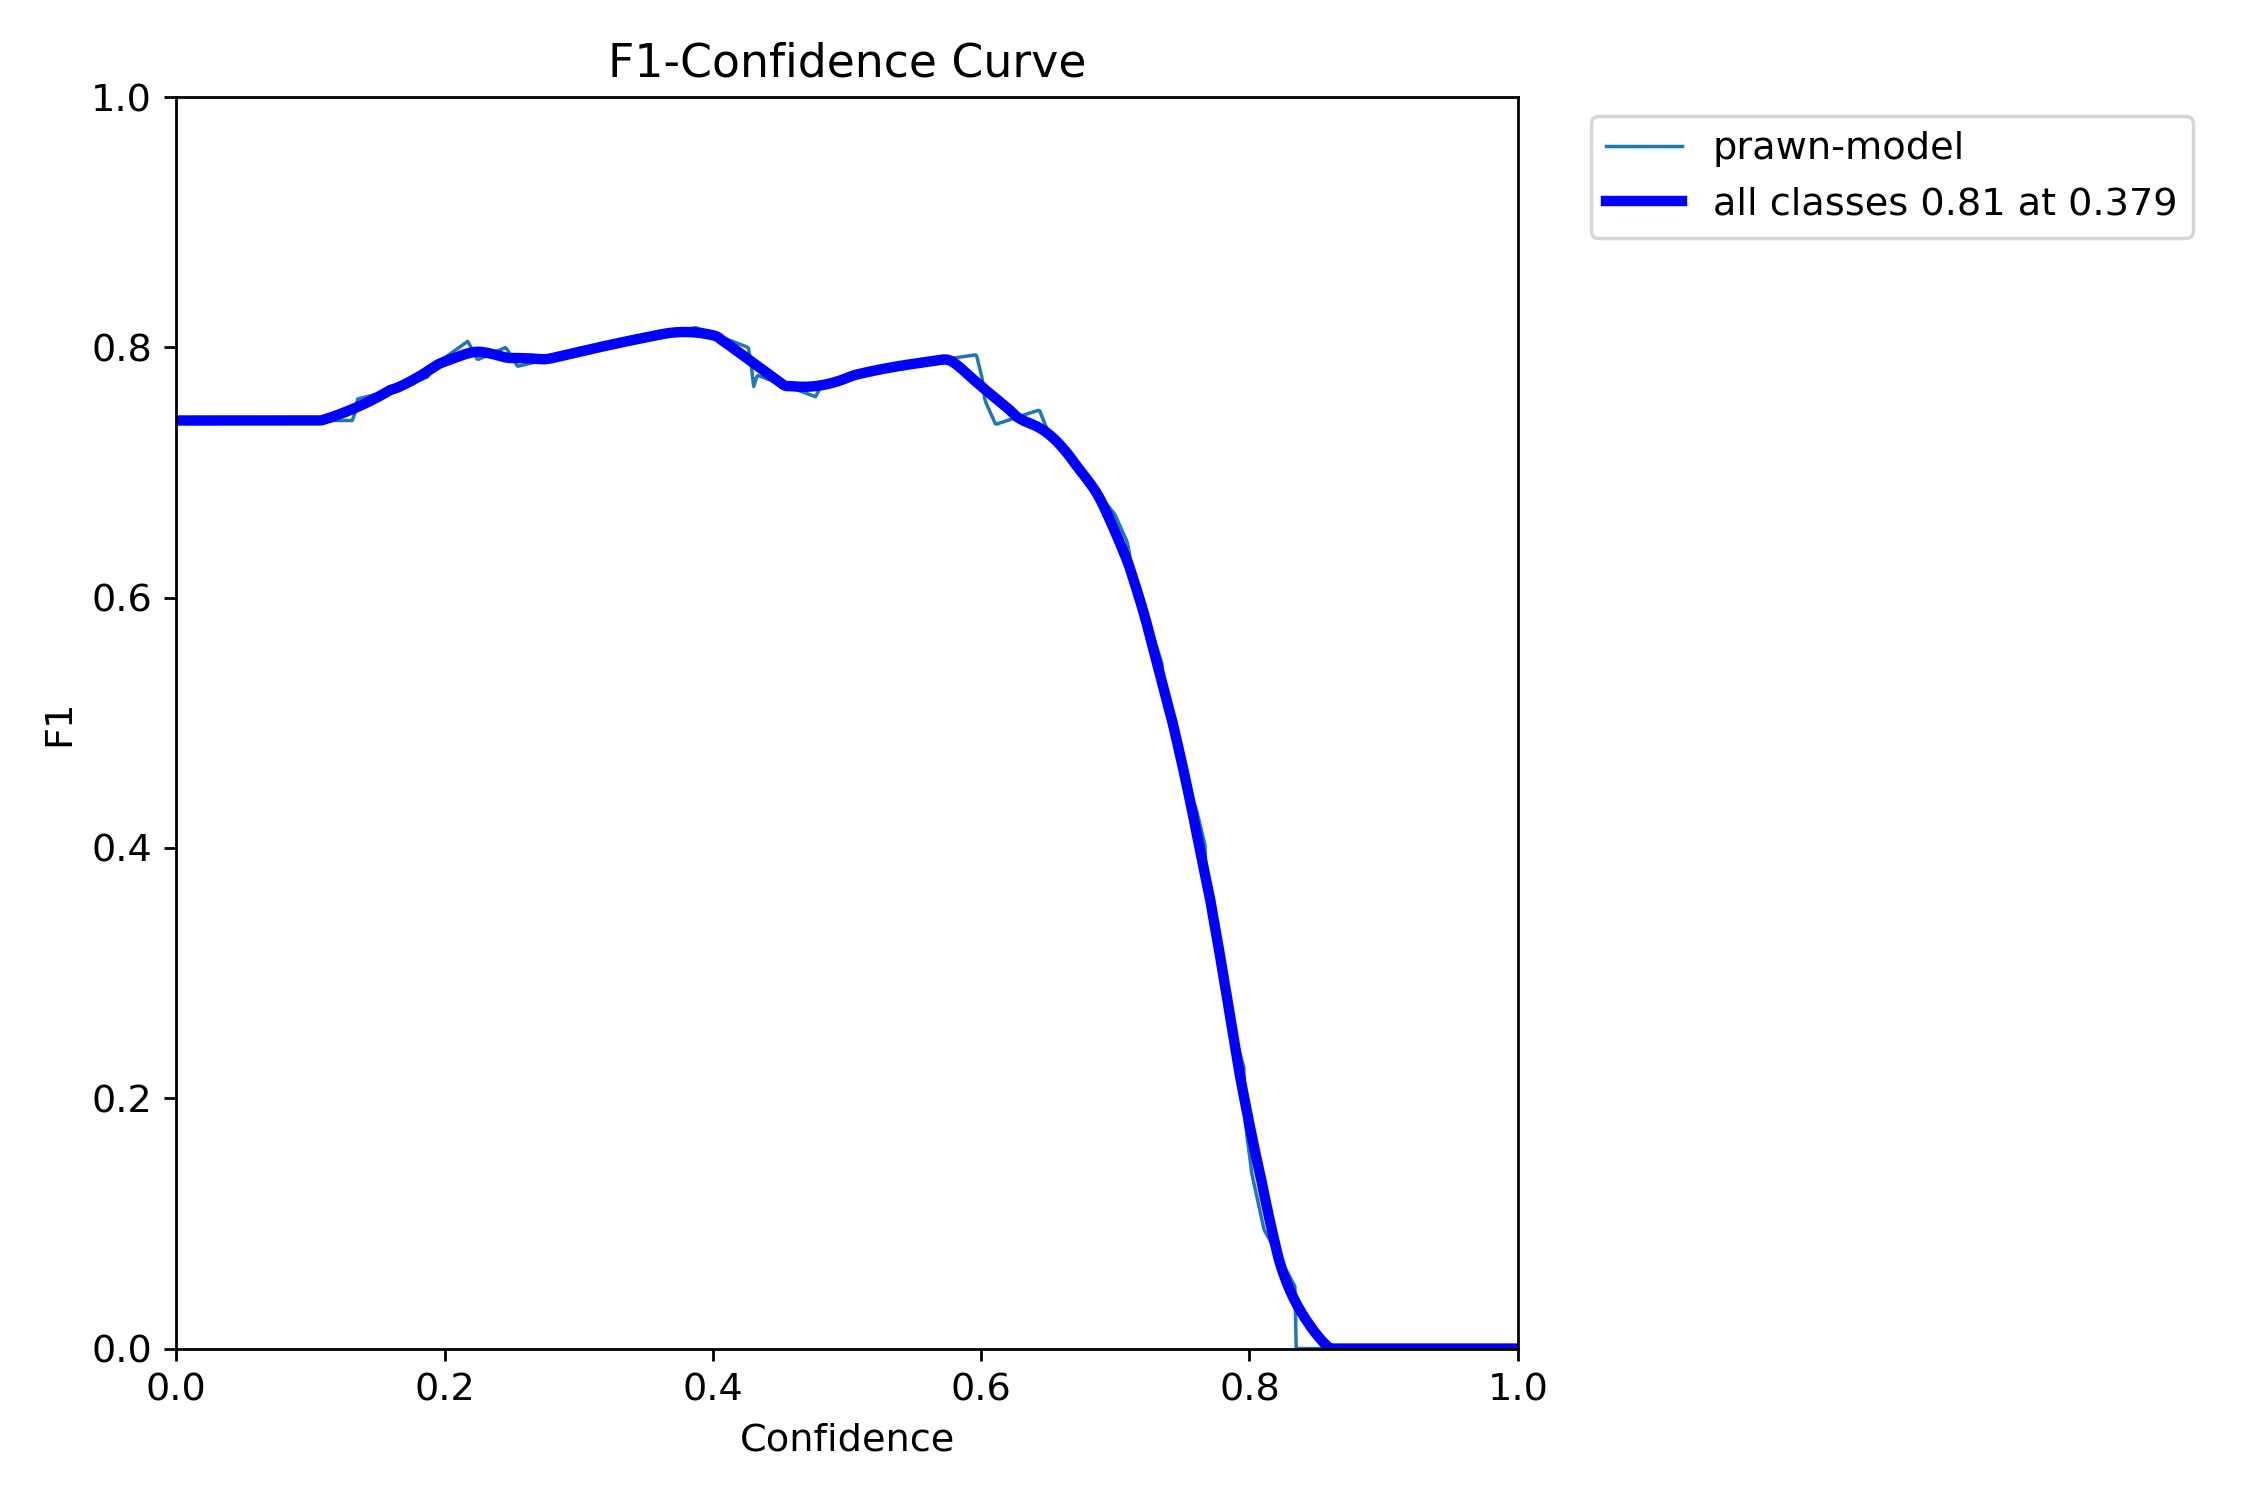 F1-Confidence Curve
1.0
0.8
0.6
0.4
0.2
0.0
F1
0.0 0.2 0.4 0.6 0.8 1.0
Confidence
prawn-model
all classes 0.81 at 0.379